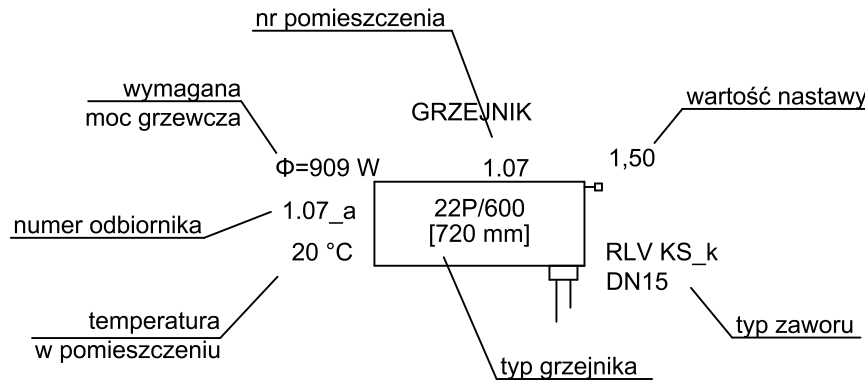 nr pomieszczenia
wymagana
moc grzewcza
GRZEJNIK
wartość nastawy
Φ=909 W
1.07
1,50
numer odbiornika
1.07_a
22P/600
[720 mm]
20 °C
RLV KS_k
DN15
temperatura
w pomieszczeniu
typ zaworu
typ grzejnika